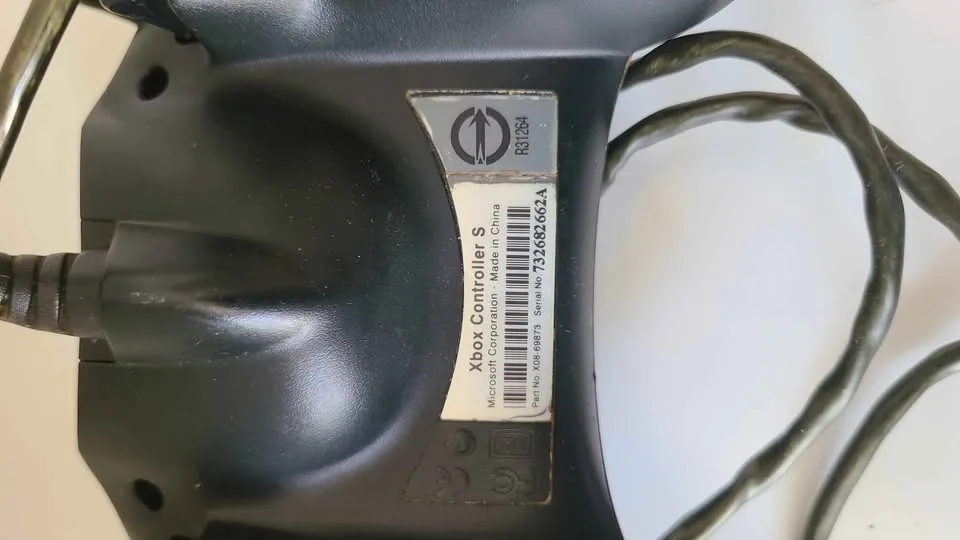 R31264
Xbox Controller S
Microsoft Corporation - Made in China
Part No. X08-69873 Serial No. 732682662A